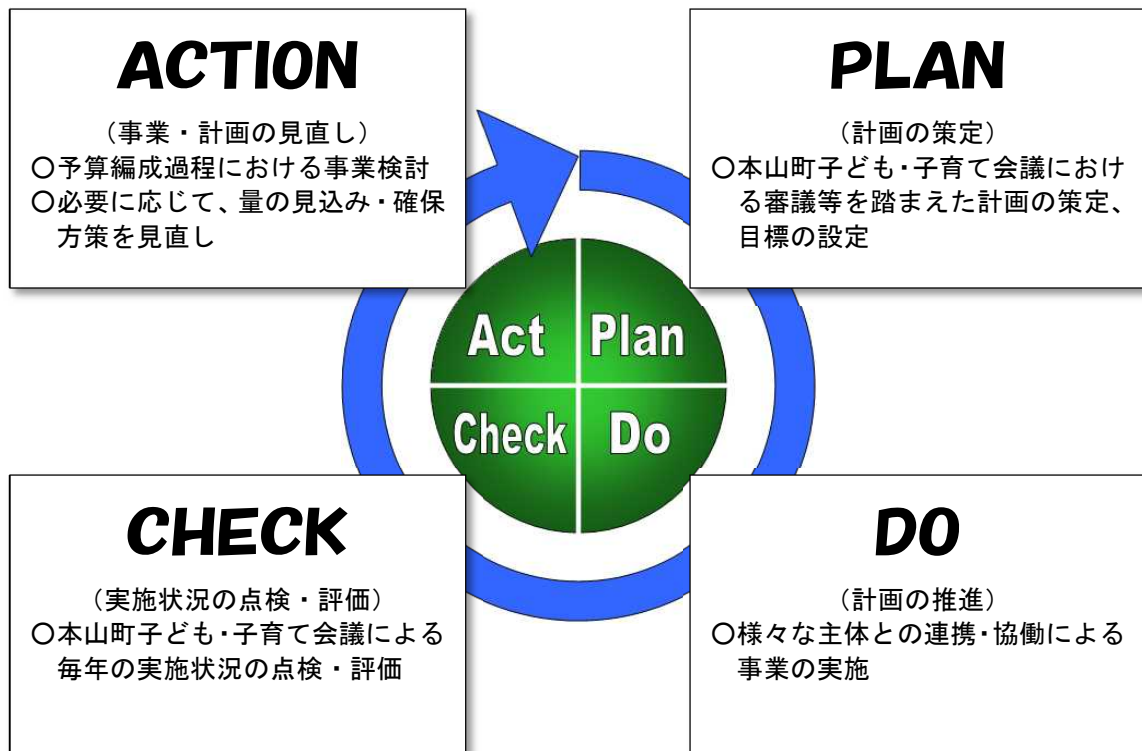 ACTION
（事業・計画の見直し）
○予算編成過程における事業検討
○必要に応じて、量の見込み・確保
方策を見直し
PLAN
（計画の策定）
○本山町子ども・子育て会議におけ
る審議等を踏まえた計画の策定、
目標の設定
Act
Plan
Check
Do
CHECK
（実施状況の点検・評価）
○本山町子ども・子育て会議による
毎年の実施状況の点検・評価
DO
（計画の推進）
○様々な主体との連携・協働による
事業の実施